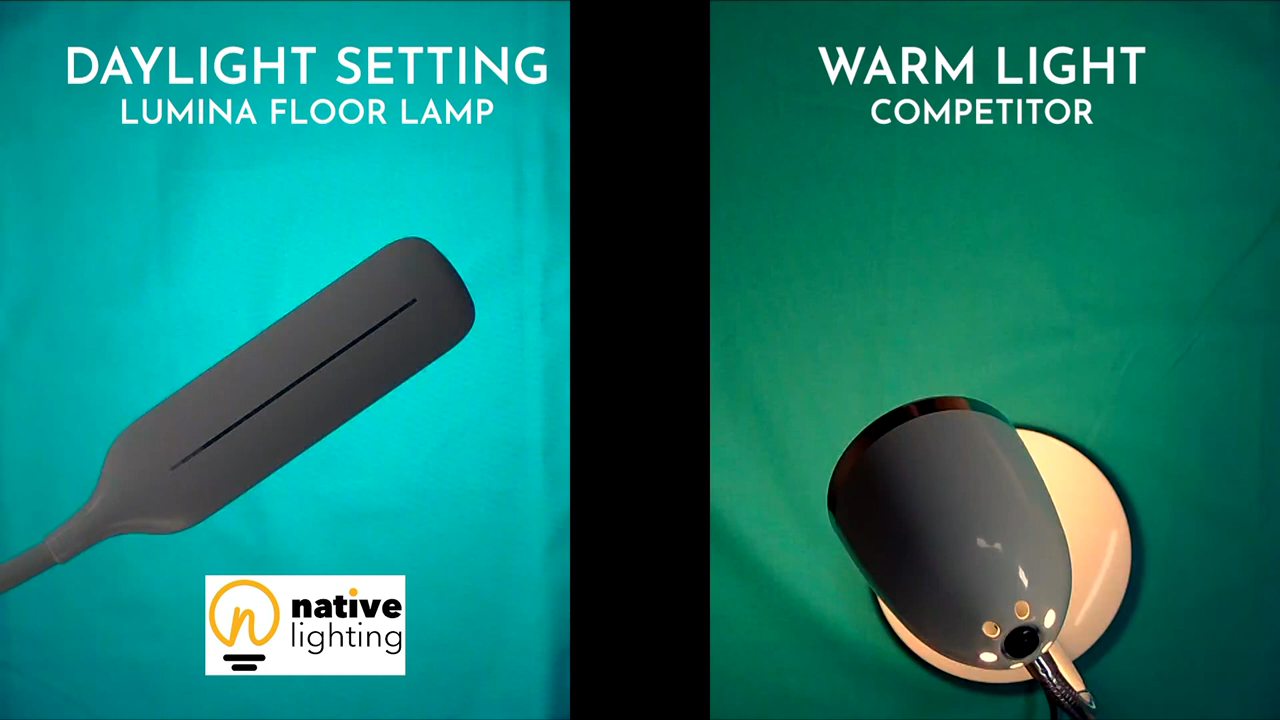 DAYLIGHT SETTING
LUMINA FLOOR LAMP
native
lighting
WARM LIGHT
COMPETITOR